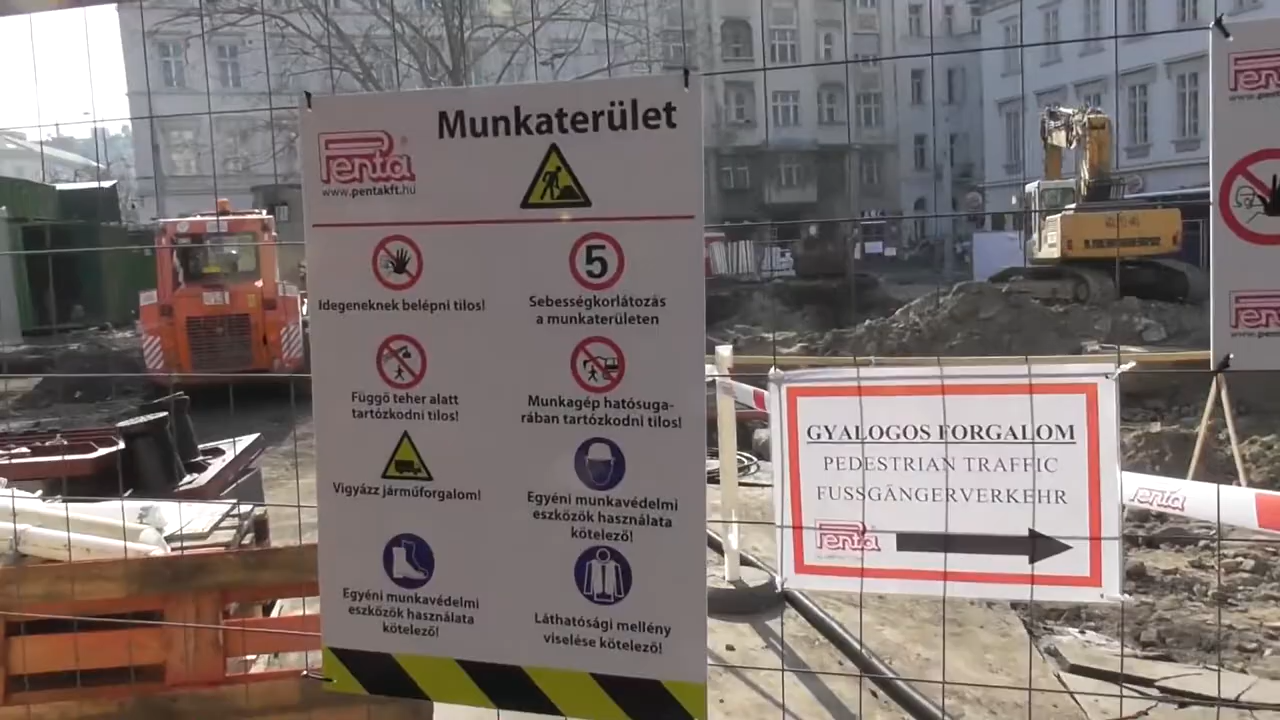 Munkaterület
Penta
www.pentakft.hu
5
Idegeneknek belépni tilos!
Sebességkorlátozás
a munkaterületen
Függő teher alatt
tartózkodni tilos!
Munkagép hatósuga-
rában tartózkodni tilos!
Vigyázz járműforgalom!
Egyéni munkavédelmi
eszközök használata
kötelező!
Egyéni munkavédelmi
eszközök használata
kötelező!
Láthatósági mellény
viselése kötelező!
GYALOGOS FORGALOM
PEDESTRIAN TRAFFIC
FUSSGÄNGERVERKEHR
Penta
Penta